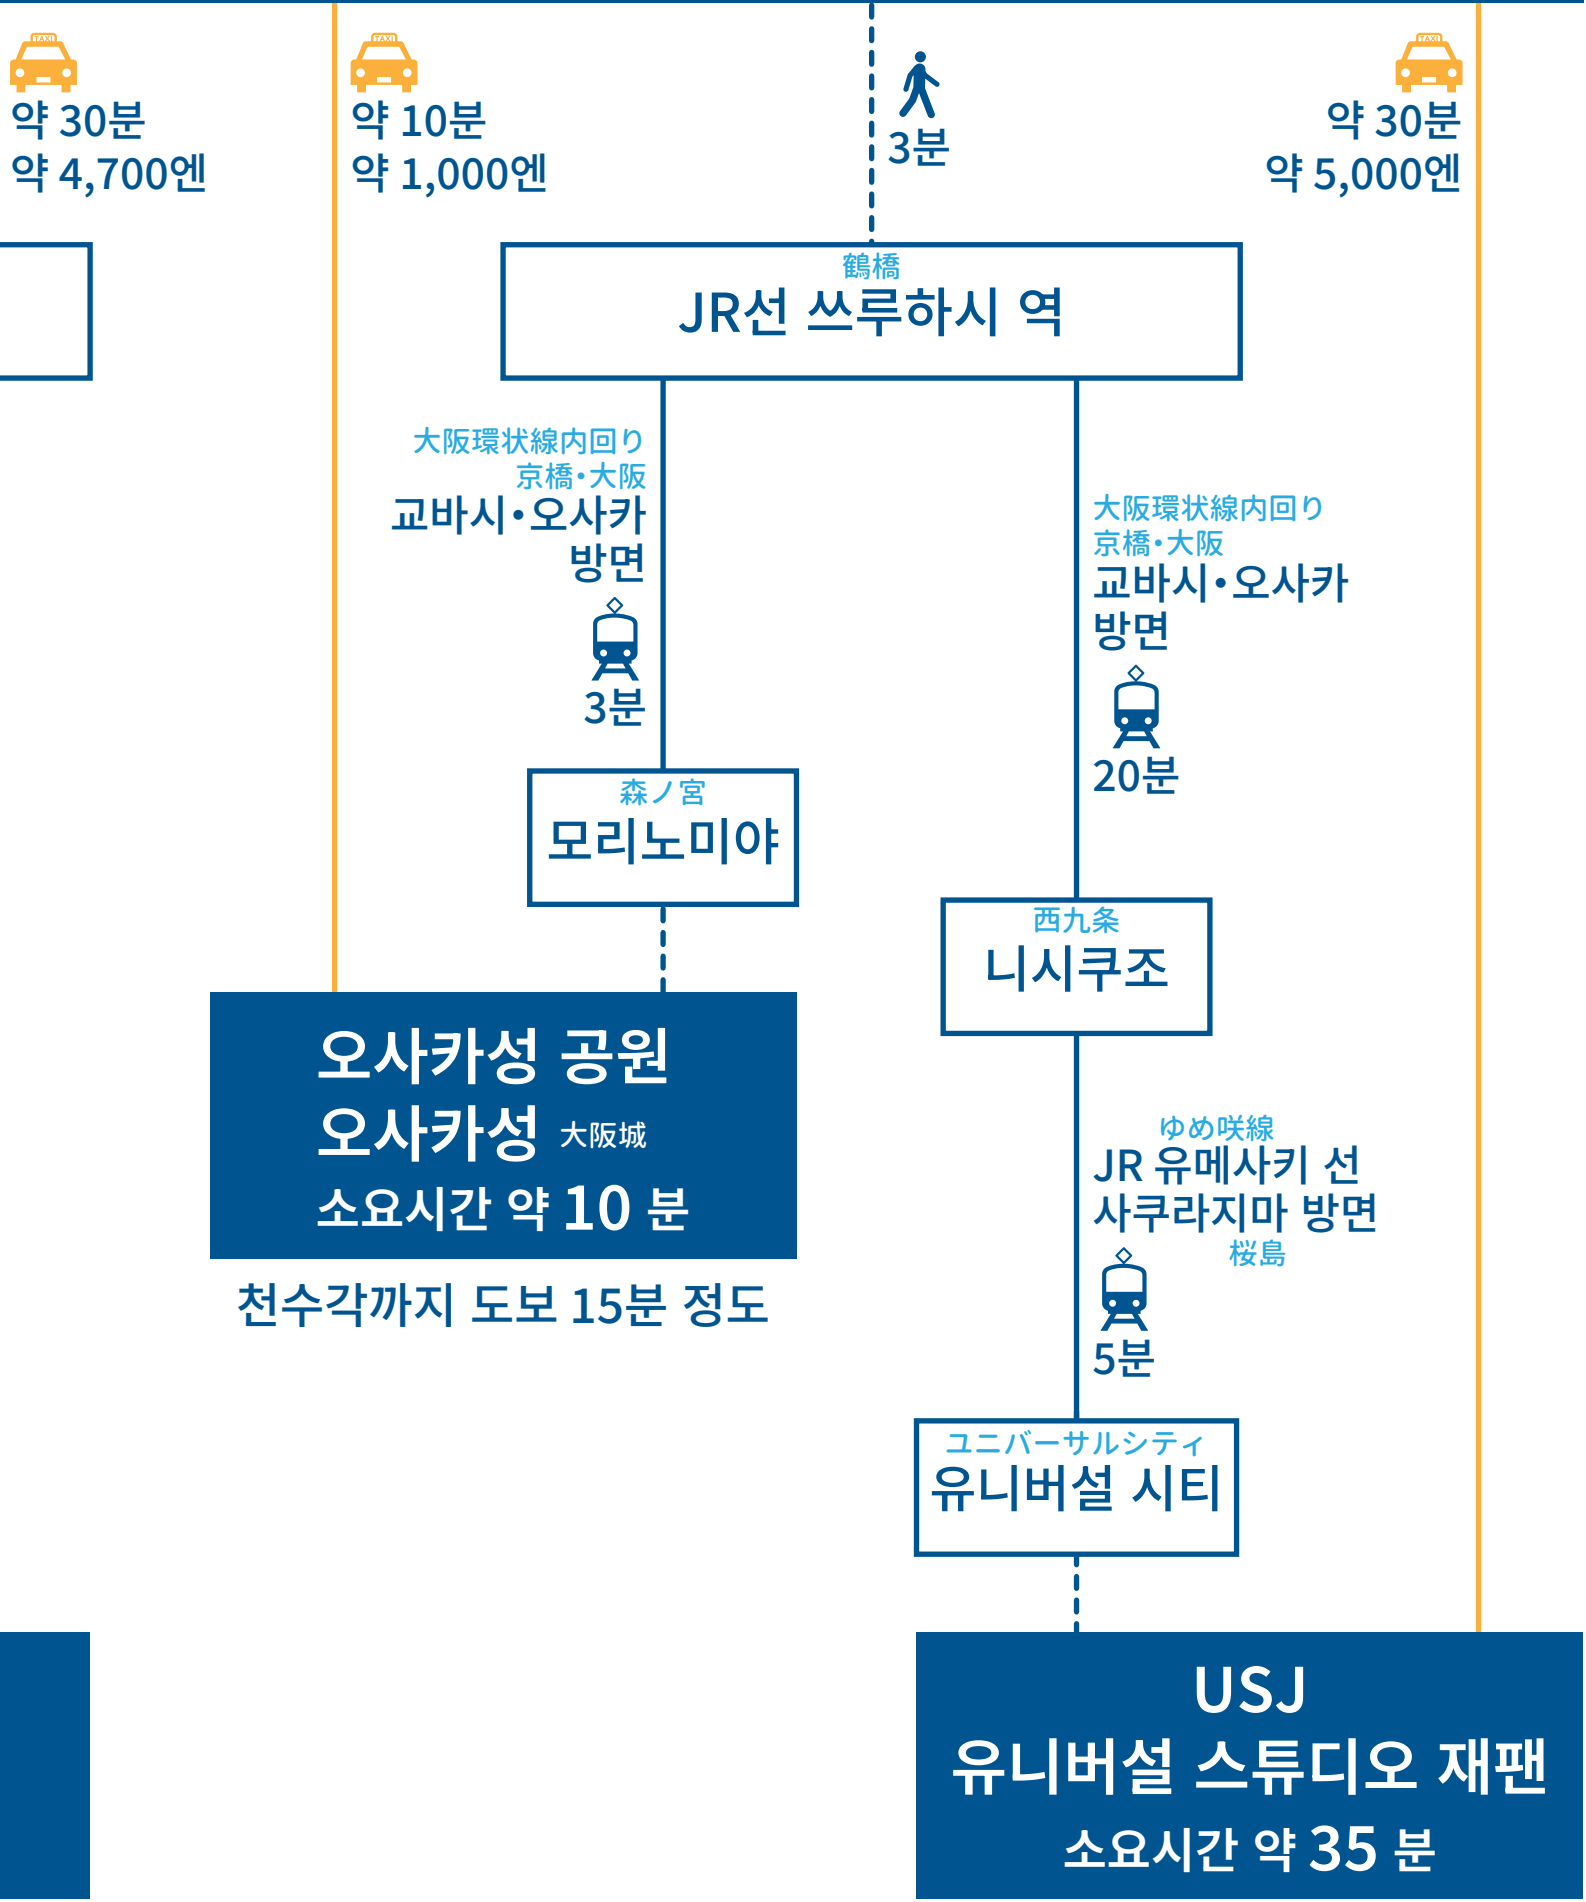 TAXI
약 30분
약 4,700엔
TAXI
약 10분
약 1,000엔
3분
TAXI
약 30분
약 5,000엔
鶴橋
JR선 쓰루하시 역
大阪環状線内回り
京橋・大阪
교바시・오사카
방면
3분
大阪環状線内回り
京橋・大阪
교바시・오사카
방면
20분
森ノ宮
모리노미야
西九条
니시쿠조
오사카성 공원
오사카성 大阪城
소요시간 약 10 분
천수각까지 도보 15분 정도
ゆめ咲線
JR 유메사키 선
사쿠라지마 방면
桜島
5분
ユニバーサルシティ
유니버설 시티
USJ
유니버설 스튜디오 재팬
소요시간 약 35 분